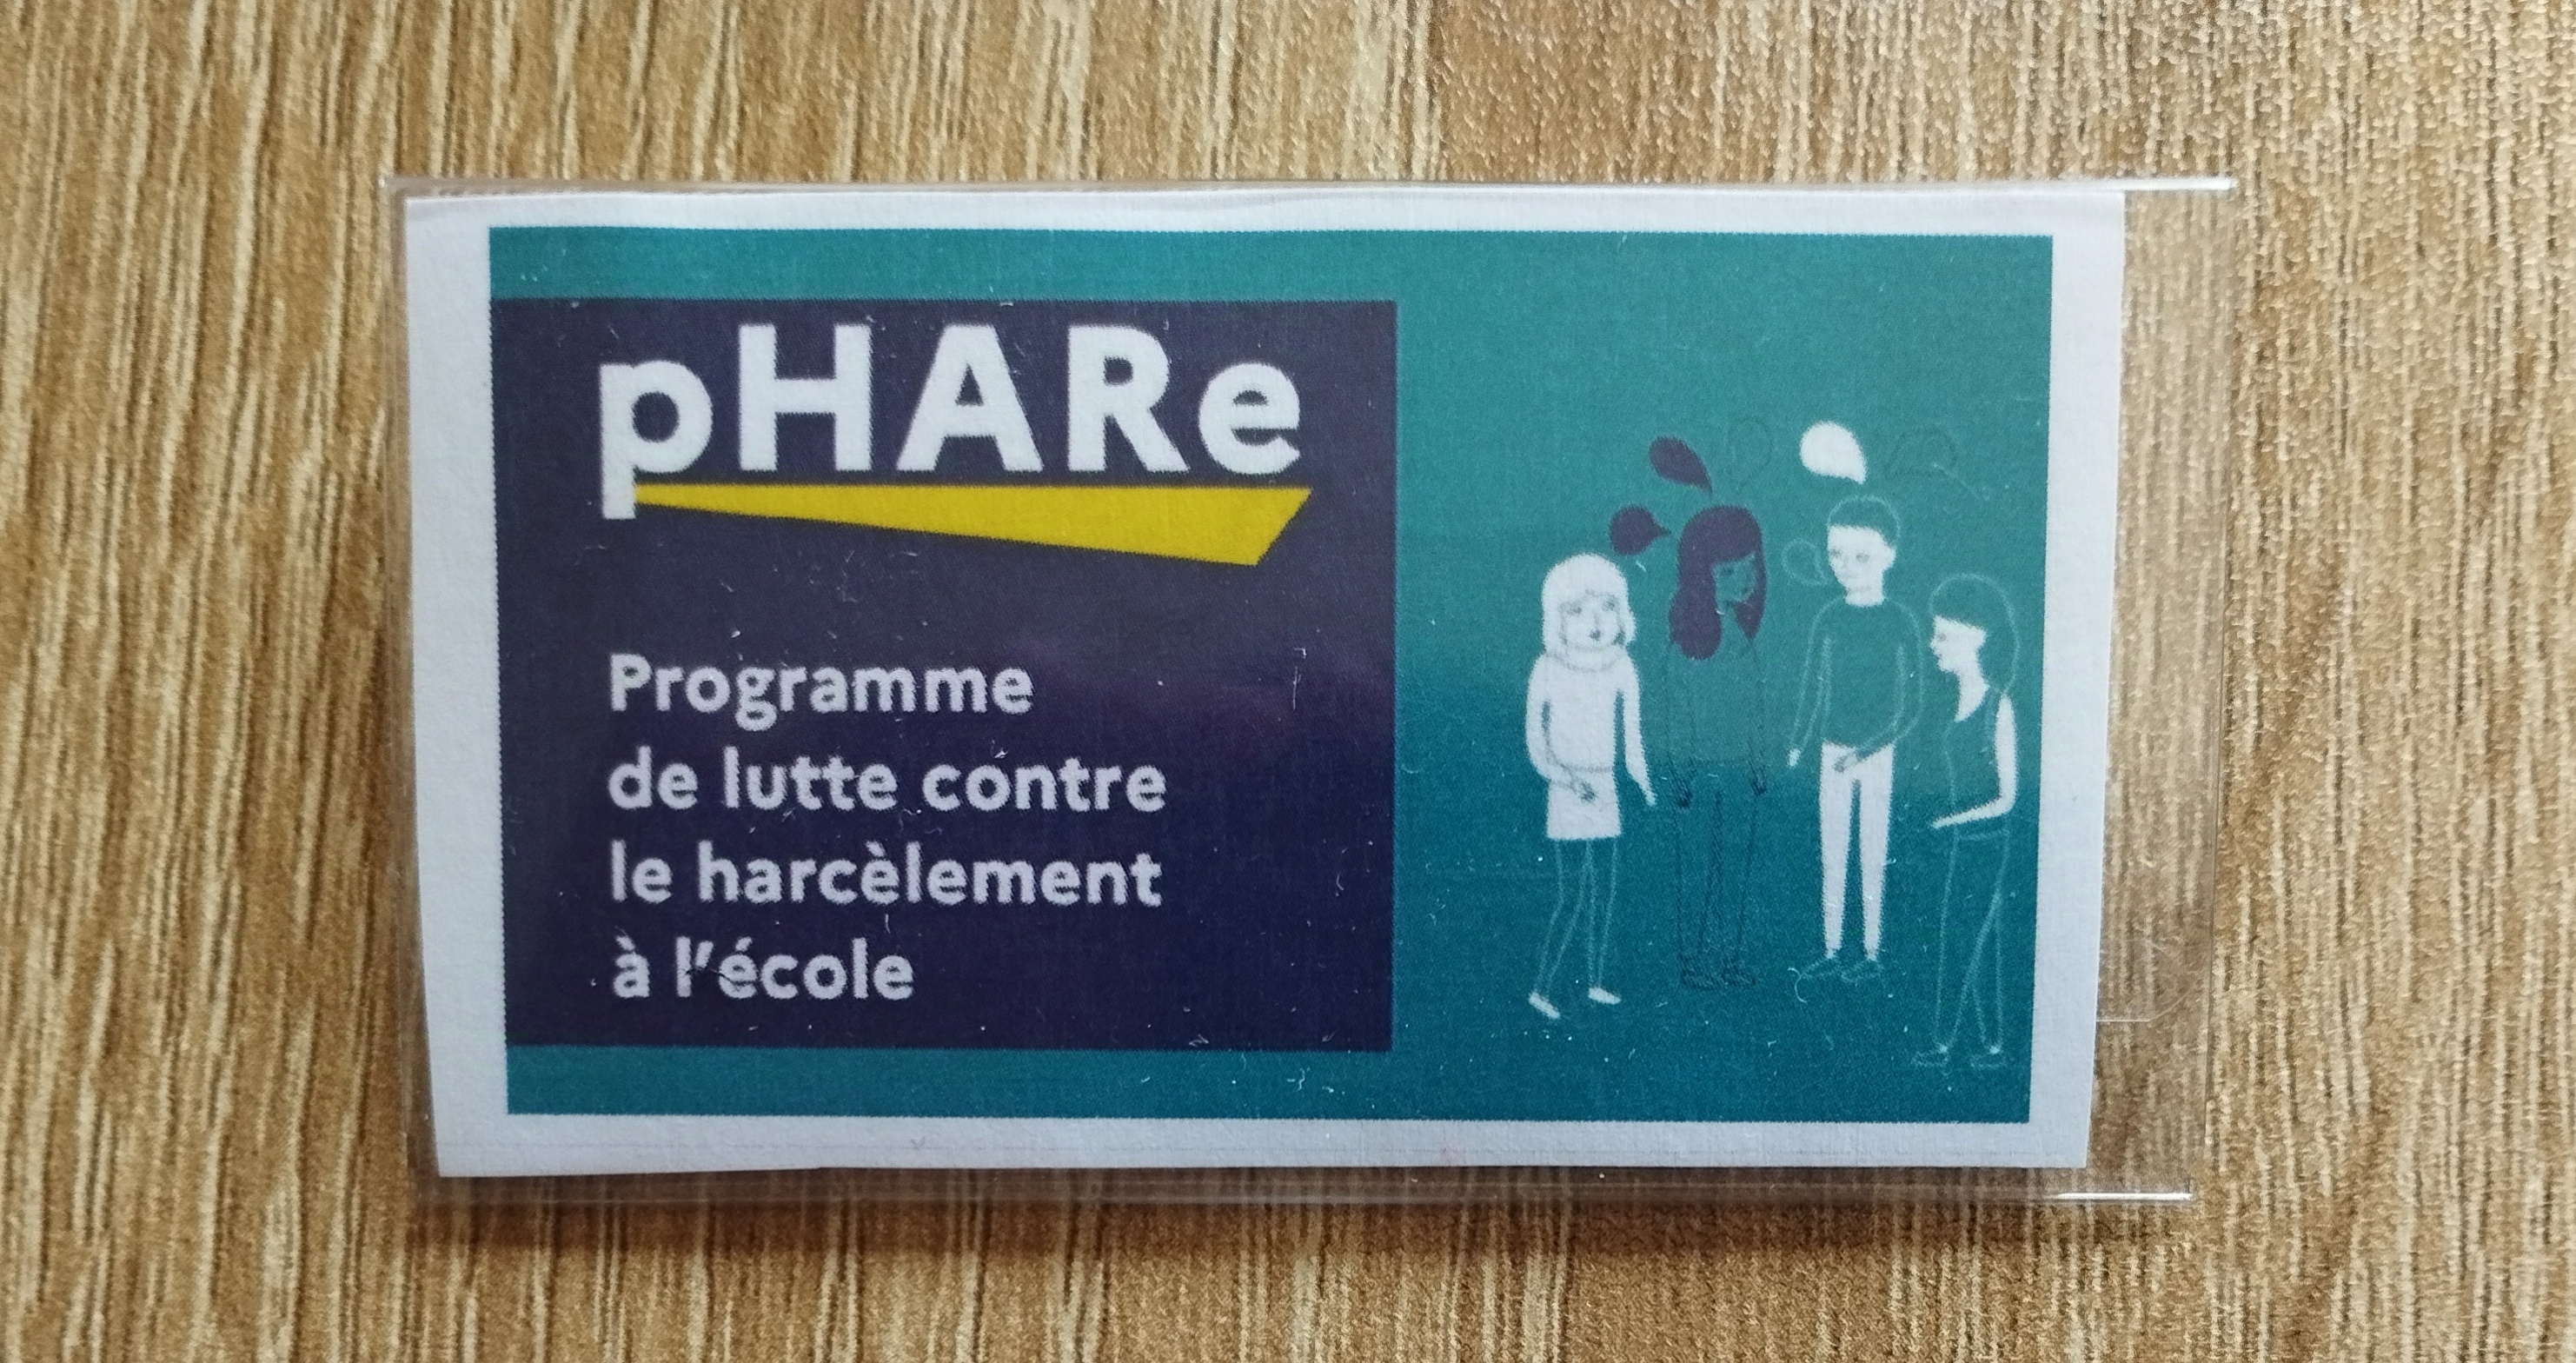 pHARe
Programme
de lutte contre
le harcèlement
à l'école